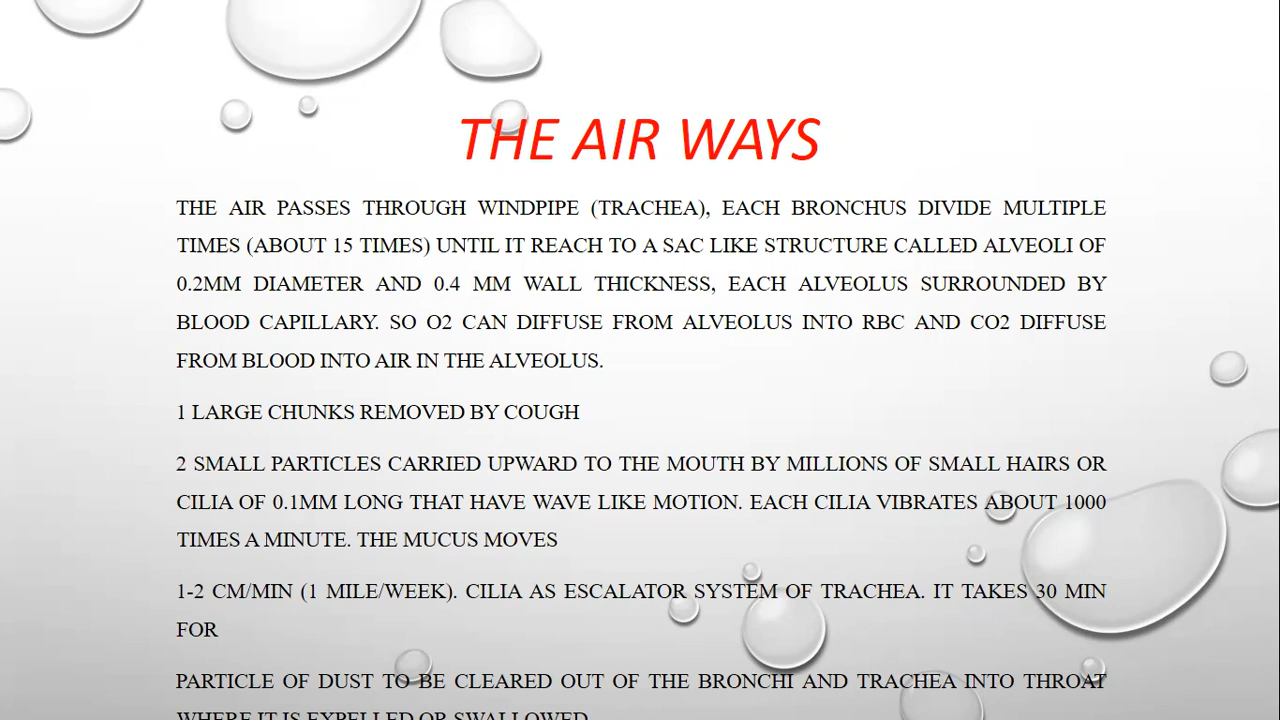 THE AIR WAYS
THE AIR PASSES THROUGH WINDPIPE (TRACHEA), EACH BRONCHUS DIVIDE MULTIPLE
TIMES (ABOUT 15 TIMES) UNTIL IT REACH TO A SAC LIKE STRUCTURE CALLED ALVEOLI OF
0.2MM DIAMETER AND 0.4 MM WALL THICKNESS, EACH ALVEOLUS SURROUNDED BY
BLOOD CAPILLARY. SO O2 CAN DIFFUSE FROM ALVEOLUS INTO RBC AND CO2 DIFFUSE
FROM BLOOD INTO AIR IN THE ALVEOLUS.
1 LARGE CHUNKS REMOVED BY COUGH
2 SMALL PARTICLES CARRIED UPWARD TO THE MOUTH BY MILLIONS OF SMALL HAIRS OR
CILIA OF 0.1MM LONG THAT HAVE WAVE LIKE MOTION. EACH CILIA VIBRATES ABOUT 1000
TIMES A MINUTE. THE MUCUS MOVES
1-2 CM/MIN (1 MILE/WEEK). CILIA AS ESCALATOR SYSTEM OF TRACHEA. IT TAKES 30 MIN
FOR
PARTICLE OF DUST TO BE CLEARED OUT OF THE BRONCHI AND TRACHEA INTO THROAT
WHERE IT IS EXPELLED OR SWALLOWED